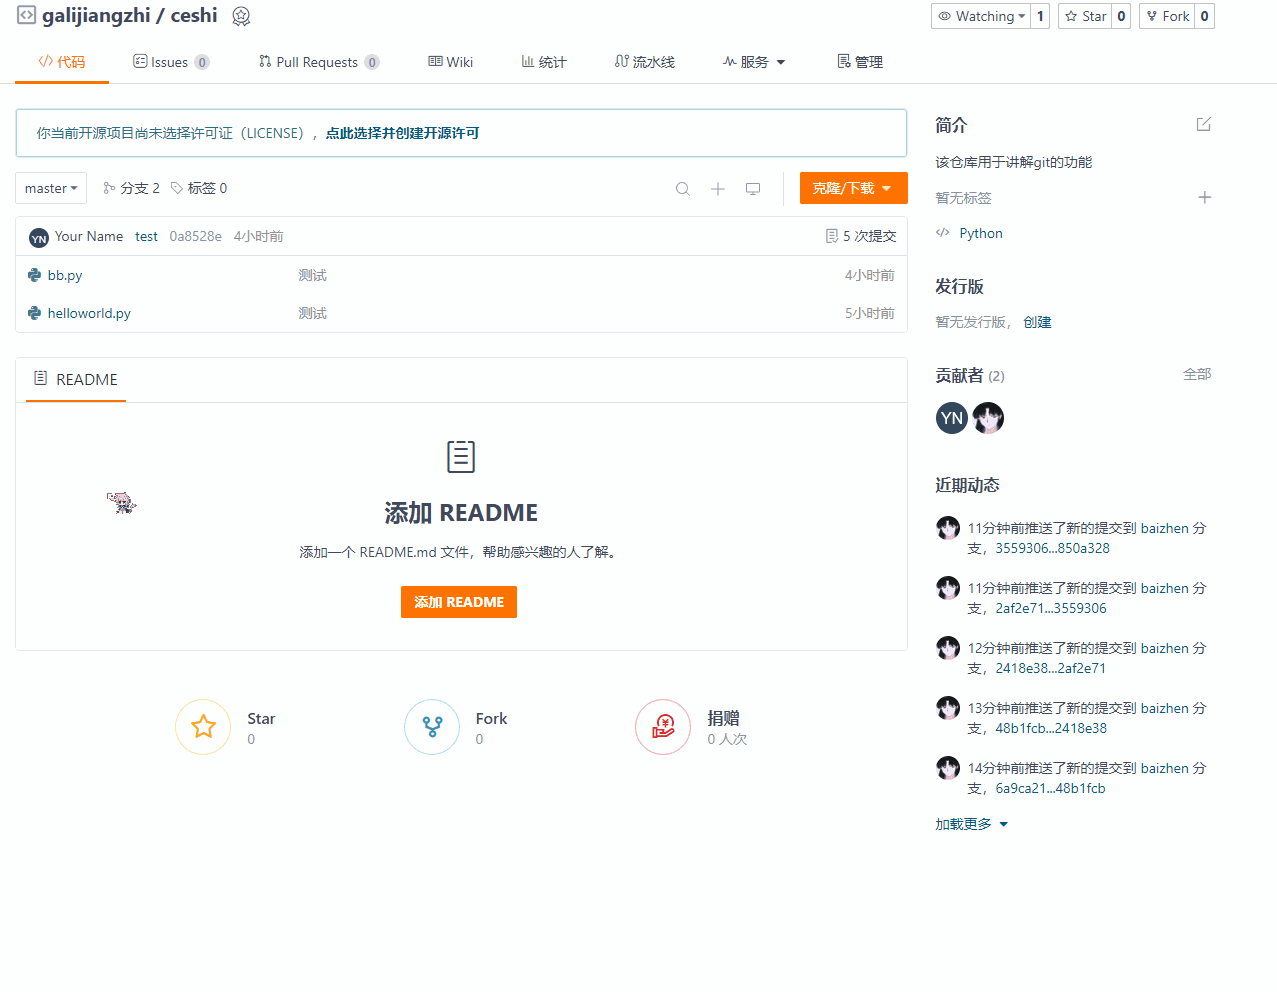 galijiangzhi / ceshi
Watching 1 Star 0 Fork 0
代码 Issues 0 Pull Requests 0 Wiki 统计 流水线 服务 管理
你当前开源项目尚未选择许可证（LICENSE），点此选择并创建开源许可
master 分支 2 标签 0 克隆/下载
YN Your Name test 0a8528e 4小时前 5 次提交
bb.py 测试 4小时前
helloworld.py 测试 5小时前
README
添加 README
添加一个 README.md 文件，帮助感兴趣的人了解。
添加 README
Star
0
Fork
0
捐赠
0 人次
简介
该仓库用于讲解git的功能
暂无标签
Python
发行版
暂无发行版，创建
贡献者 (2) 全部
YN
近期动态
11分钟前推送了新的提交到 baizhen 分
支，3559306...850a328
11分钟前推送了新的提交到 baizhen 分
支，2af2e71...3559306
12分钟前推送了新的提交到 baizhen 分
支，2418e38...2af2e71
13分钟前推送了新的提交到 baizhen 分
支，48b1fcb...2418e38
14分钟前推送了新的提交到 baizhen 分
支，6a9ca21...48b1fcb
加载更多